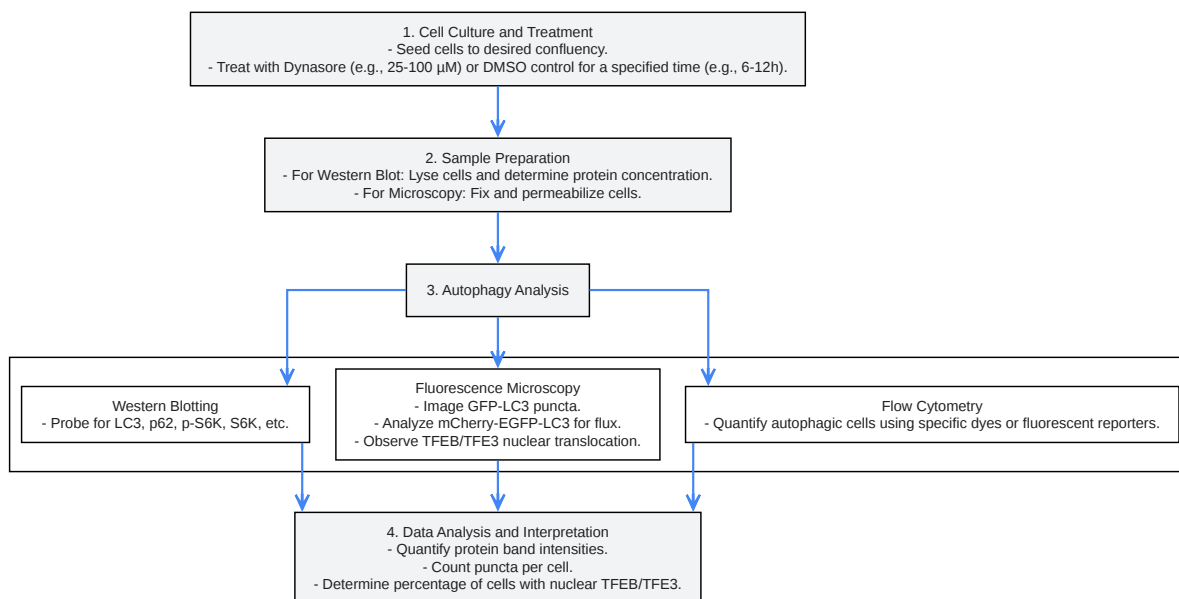 1. Cell Culture and Treatment
- Seed cells to desired confluency.
- Treat with Dynasore (e.g., 25-100 µM) or DMSO control for a specified time (e.g., 6-12h).
2. Sample Preparation
- For Western Blot: Lyse cells and determine protein concentration.
- For Microscopy: Fix and permeabilize cells.
3. Autophagy Analysis
Western Blotting
- Probe for LC3, p62, p-S6K, S6K, etc.
Fluorescence Microscopy
- Image GFP-LC3 puncta.
- Analyze mCherry-EGFP-LC3 for flux.
- Observe TFEB/TFE3 nuclear translocation.
Flow Cytometry
- Quantify autophagic cells using specific dyes or fluorescent reporters.
4. Data Analysis and Interpretation
- Quantify protein band intensities.
- Count puncta per cell.
- Determine percentage of cells with nuclear TFEB/TFE3.